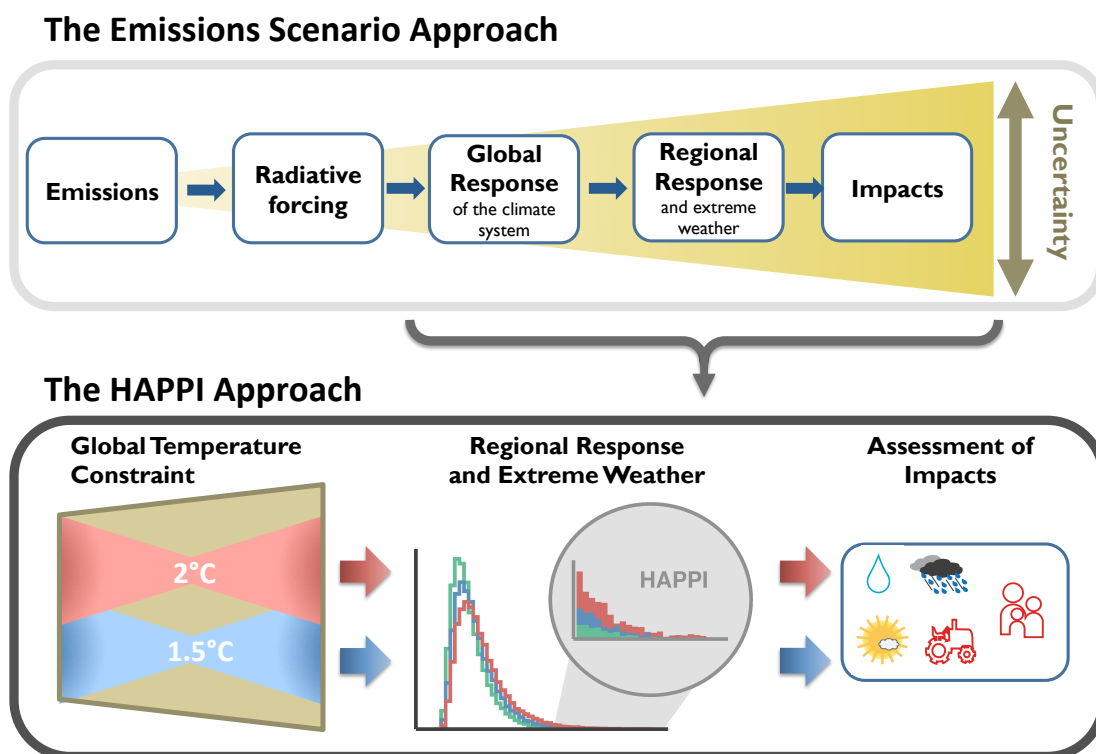 The Emissions Scenario Approach
Emissions
Radiative
forcing
Global
Response
of the climate
system
Regional
Response
and extreme
weather
Impacts
Uncertainty
The HAPPI Approach
Global Temperature
Constraint
2°C
1.5°C
Regional Response
and Extreme Weather
HAPPI
Assessment of
Impacts